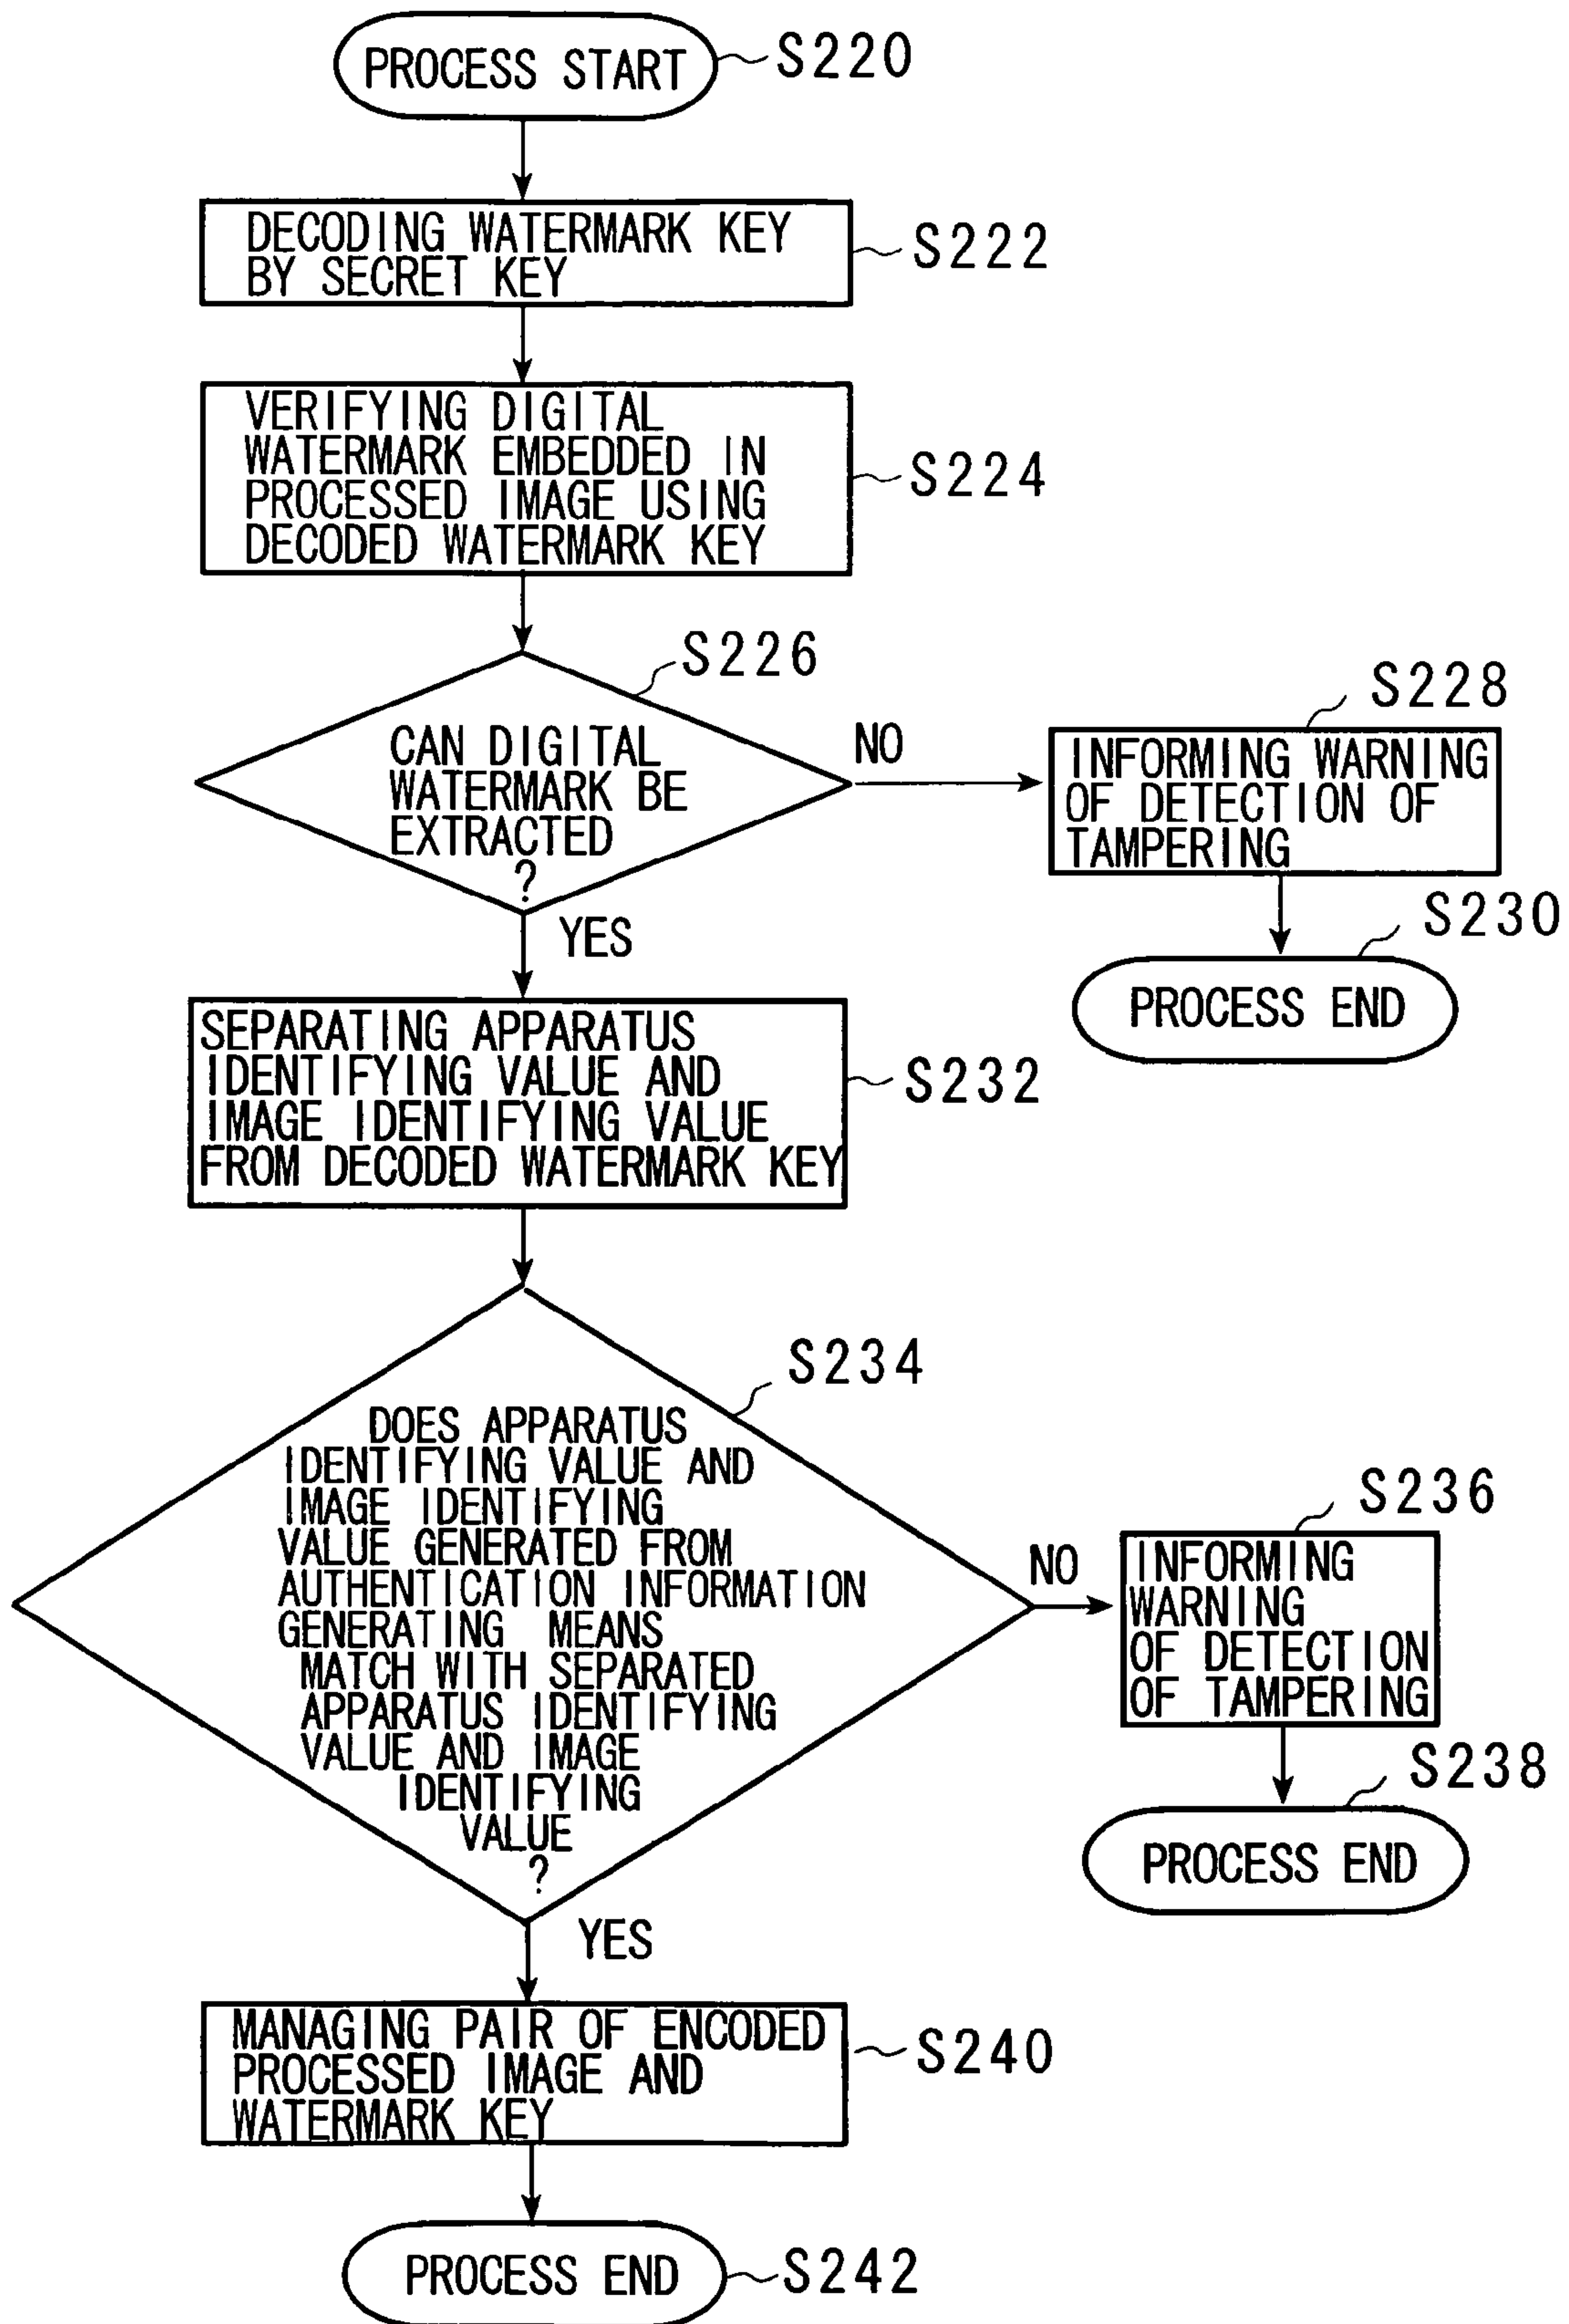 PROCESS START
S220
DECODING WATERMARK KEY
BY SECRET KEY
S222
VERIFYING DIGITAL
WATERMARK EMBEDDED IN
PROCESSED IMAGE USING
DECODED WATERMARK KEY
S224
S226
CAN DIGITAL
WATERMARK BE
EXTRACTED
?
NO
S228
INFORMING WARNING
OF DETECTION OF
TAMPERING
S230
PROCESS END
YES
SEPARATING APPARATUS
IDENTIFYING VALUE AND
IMAGE IDENTIFYING VALUE
FROM DECODED WATERMARK KEY
S232
S234
DOES APPARATUS
IDENTIFYING VALUE AND
IMAGE IDENTIFYING
VALUE GENERATED FROM
AUTHENTICATION INFORMATION
GENERATING MEANS
MATCH WITH SEPARATED
APPARATUS IDENTIFYING
VALUE AND IMAGE
IDENTIFYING
VALUE
?
NO
S236
INFORMING
WARNING
OF DETECTION
OF TAMPERING
S238
PROCESS END
YES
MANAGING PAIR OF ENCODED
PROCESSED IMAGE AND
WATERMARK KEY
S240
PROCESS END
S242